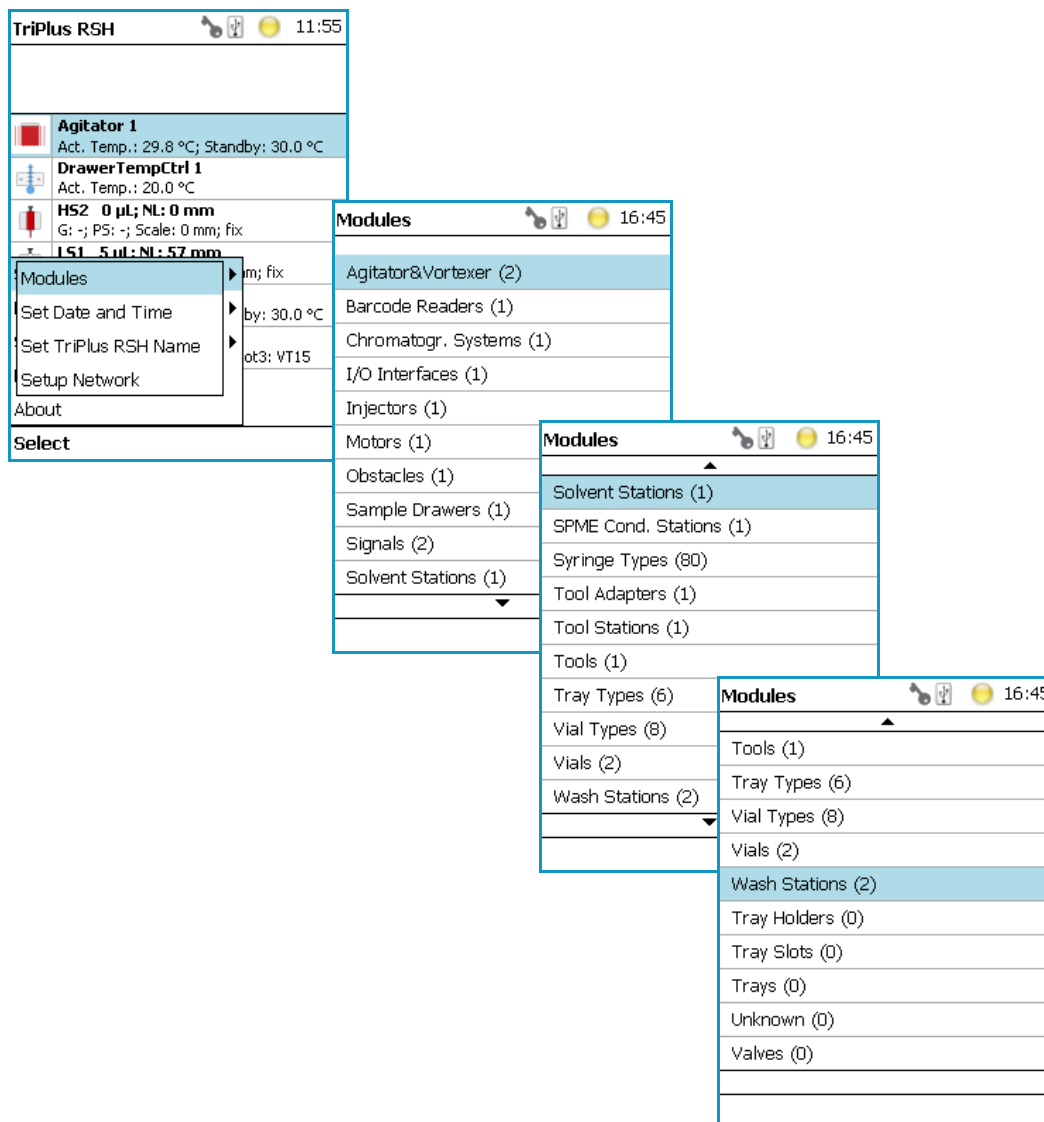 TriPlus RSH 11:55
Agitator 1
Act. Temp.: 29.8 °C; Standby: 30.0 °C
DrawerTempCtrl 1
Act. Temp.: 20.0 °C
HS2 0 µL; NL: 0 mm
G: -; PS: -; Scale: 0 mm; fix
LS1 5 µL; NL: 57 mm
mm; fix
by: 30.0 °C
ot3: VT15
Modules
Set Date and Time
Set TriPlus RSH Name
Setup Network
About
Select
Modules 16:45
Agitator&Vortexer (2)
Barcode Readers (1)
Chromatogr. Systems (1)
I/O Interfaces (1)
Injectors (1)
Motors (1)
Obstacles (1)
Sample Drawers (1)
Signals (2)
Solvent Stations (1)
Modules 16:45
Solvent Stations (1)
SPME Cond. Stations (1)
Syringe Types (80)
Tool Adapters (1)
Tool Stations (1)
Tools (1)
Tray Types (6)
Vial Types (8)
Vials (2)
Wash Stations (2)
Modules 16:45
Tools (1)
Tray Types (6)
Vial Types (8)
Vials (2)
Wash Stations (2)
Tray Holders (0)
Tray Slots (0)
Trays (0)
Unknown (0)
Valves (0)